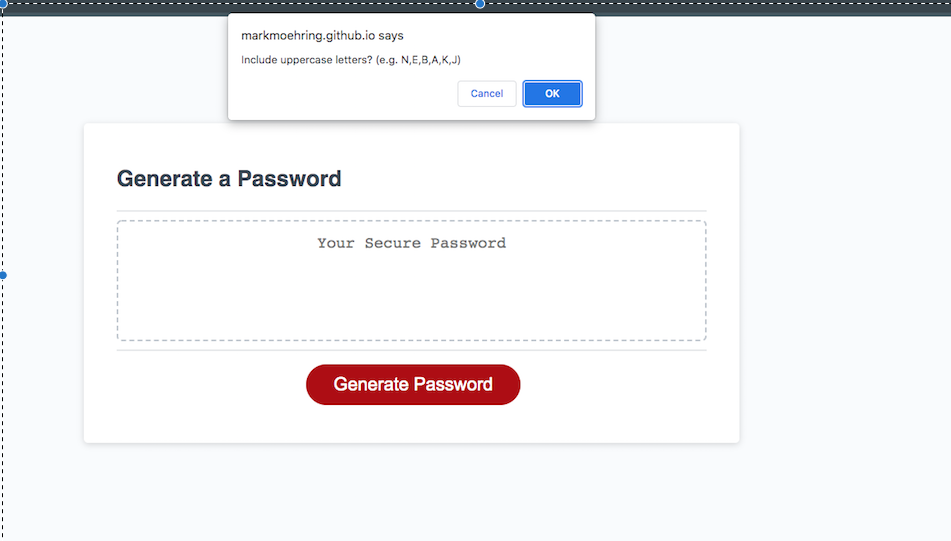 markmoehring.github.io says
Include uppercase letters? (e.g. N,E,B,A,K,J)
Cancel
OK
Generate a Password
Your Secure Password
Generate Password